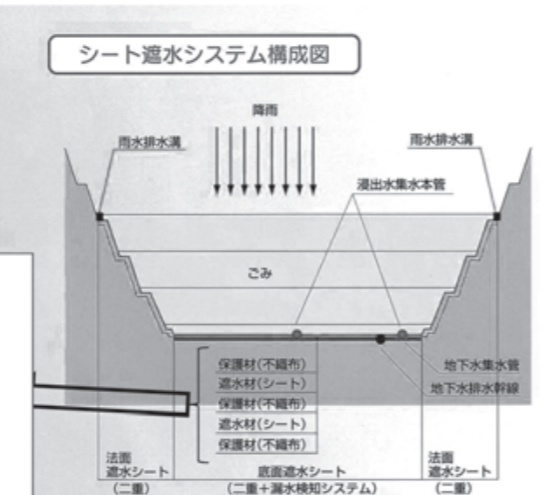 シート遮水システム構成図
降雨
雨水排水溝
雨水排水溝
浸出水集水本管
ごみ
地下水集水管
地下水排水幹線
保護材(不織布)
遮水材(シート)
保護材(不織布)
遮水材(シート)
保護材(不織布)
法面
遮水シート
(二重)
底面遮水シート
(二重+漏水検知システム)
法面
遮水シート
(二重)